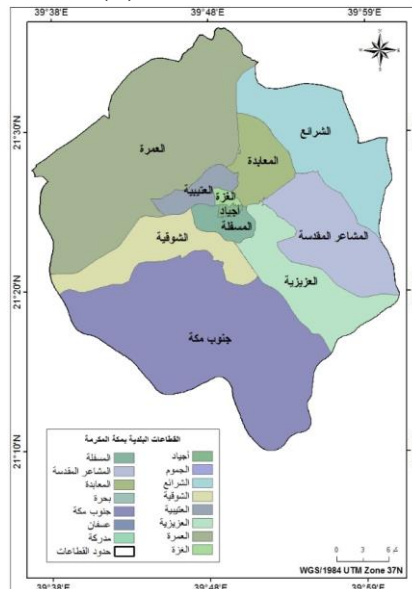 39°38'E 39°48'E 39°59'E
21°30'N
21°20'N
21°10'N
الشرائع
العمرة
المعابدة
العتيبية
الغزة
أجياد
المسفلة
المشاعر المقدسة
الشوقية
العزيزية
جنوب مكة
القطاعات البلدية بمكة المكرمة
أجياد
المسفلة
الجموم
المشاعر المقدسة
الشرائع
المعابدة
الشوقية
بحرة
العتيبية
جنوب مكة
العزيزية
عسفان
العمرة
مدركة
الغزة
حدود القطاعات
0 3 6
WGS/1984 UTM Zone 37N
39°38'E 39°48'E 39°59'E